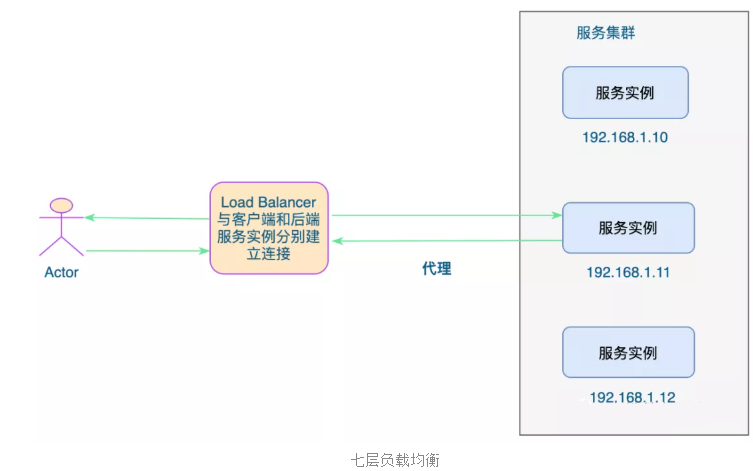 服务集群
服务实例
192.168.1.10
Load Balancer
与客户端和后端
服务实例分别建
立连接
服务实例
Actor
代理
192.168.1.11
服务实例
192.168.1.12
七层负载均衡